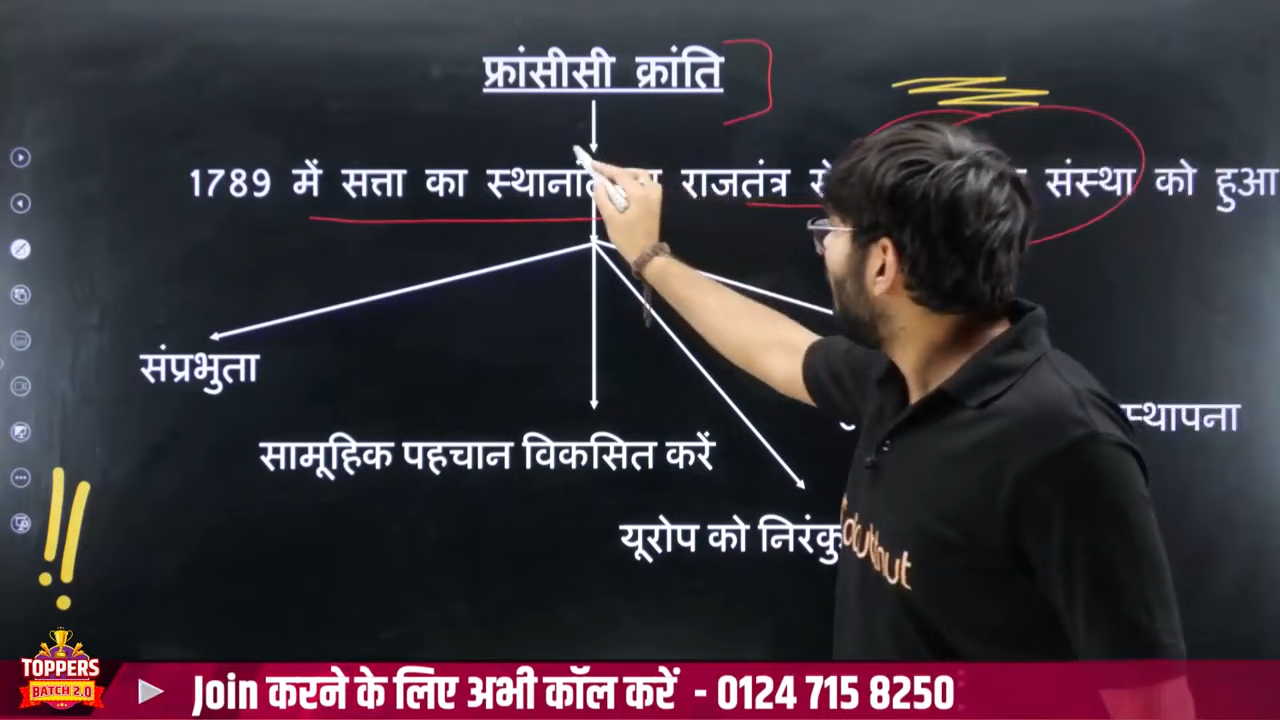 फ्रांसीसी क्रांति
1789 में सत्ता का राजतंत्र संस्था को हुआ
संप्रभुता
स्थापना
सामूहिक पहचान विकसित करें
यूरोप को
doubtnut
TOPPERS
BATCH 2.0
Join करने के लिए अभी कॉल करें - 0124 715 8250